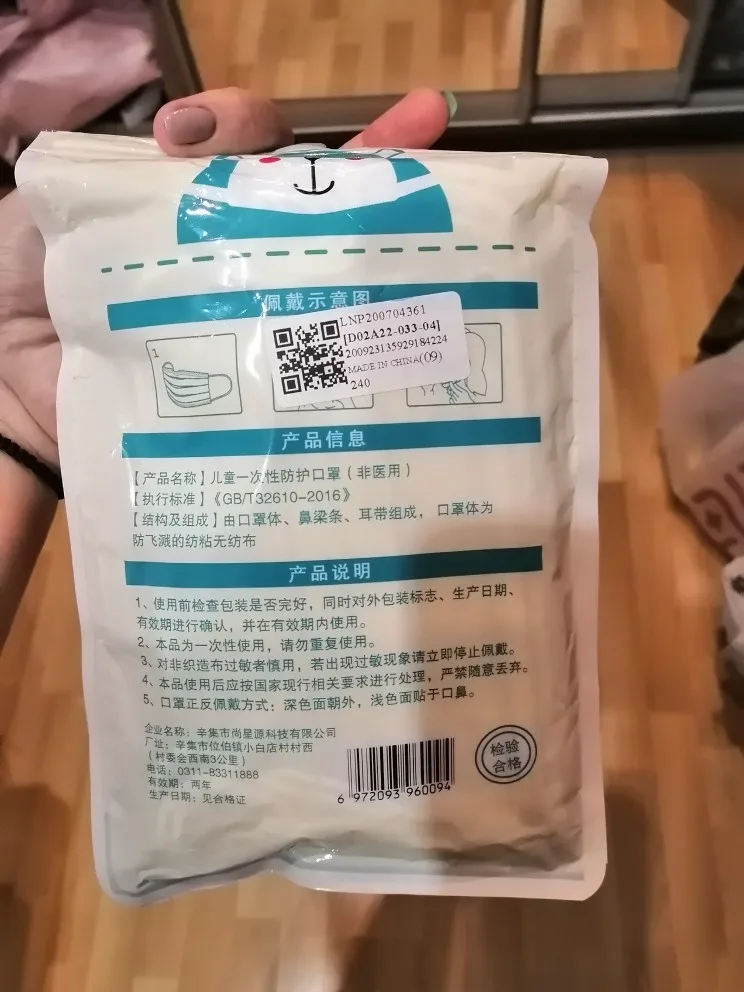 佩戴示意图
LNP200704361
[D02A22-033-04]
200923135929184224
MADE IN CHINA(09)
240
1
产品信息
【产品名称】儿童一次性防护口罩(非医用)
【执行标准】《GB/T32610-2016》
【结构及组成】由口罩体、鼻梁条、耳带组成, 口罩体为
防飞溅的纺粘无纺布
产品说明
1、使用前检查包装是否完好,同时对外包装标志、生产日期、
有效期进行确认,并在有效期内使用。
2、本品为一次性使用,请勿重复使用。
3、对非织造布过敏者慎用,若出现过敏现象请立即停止佩戴。
4、本品使用后应按国家现行相关要求进行处理,严禁随意丢弃。
5、口罩正反佩戴方式:深色面朝外,浅色面贴于口鼻。
企业名称:辛集市尚星源科技有限公司
厂址:辛集市位伯镇小白店村村西
(村委会西南3公里)
电话:0311-83311888
有效期:两年
生产日期:见合格证
6 972093 960094
检验
合格